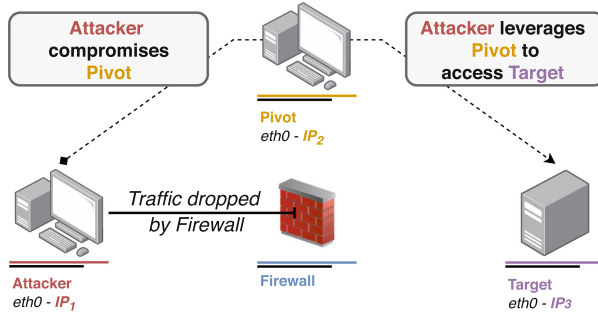 Attacker
compromises
Pivot
Attacker leverages
Pivot to
access Target
Pivot
eth0 - IP2
Traffic dropped
by Firewall
Attacker
eth0 - IP1
Firewall
Target
eth0 - IP3